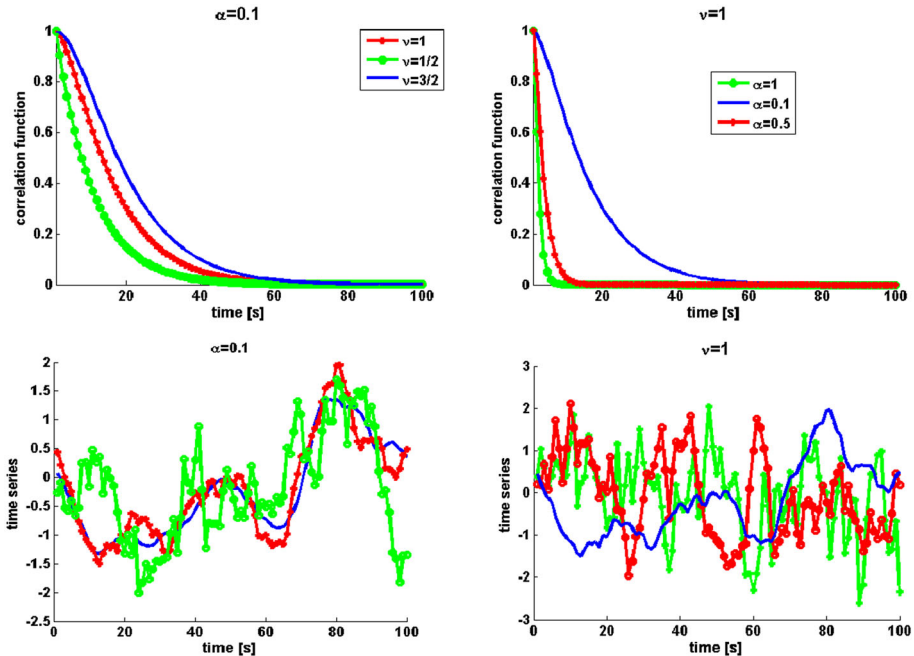 α=0.1
correlation function
1
0.8
0.6
0.4
0.2
0
20
40
60
80
100
time [s]
ν=1
ν=1/2
ν=3/2
ν=1
correlation function
1
0.8
0.6
0.4
0.2
0
20
40
60
80
100
time [s]
α=1
α=0.1
α=0.5
α=0.1
time series
2
1.5
1
0.5
0
-0.5
-1
-1.5
-2
-2.5
0
20
40
60
80
100
time [s]
ν=1
time series
3
2
1
0
-1
-2
-3
0
20
40
60
80
100
time [s]